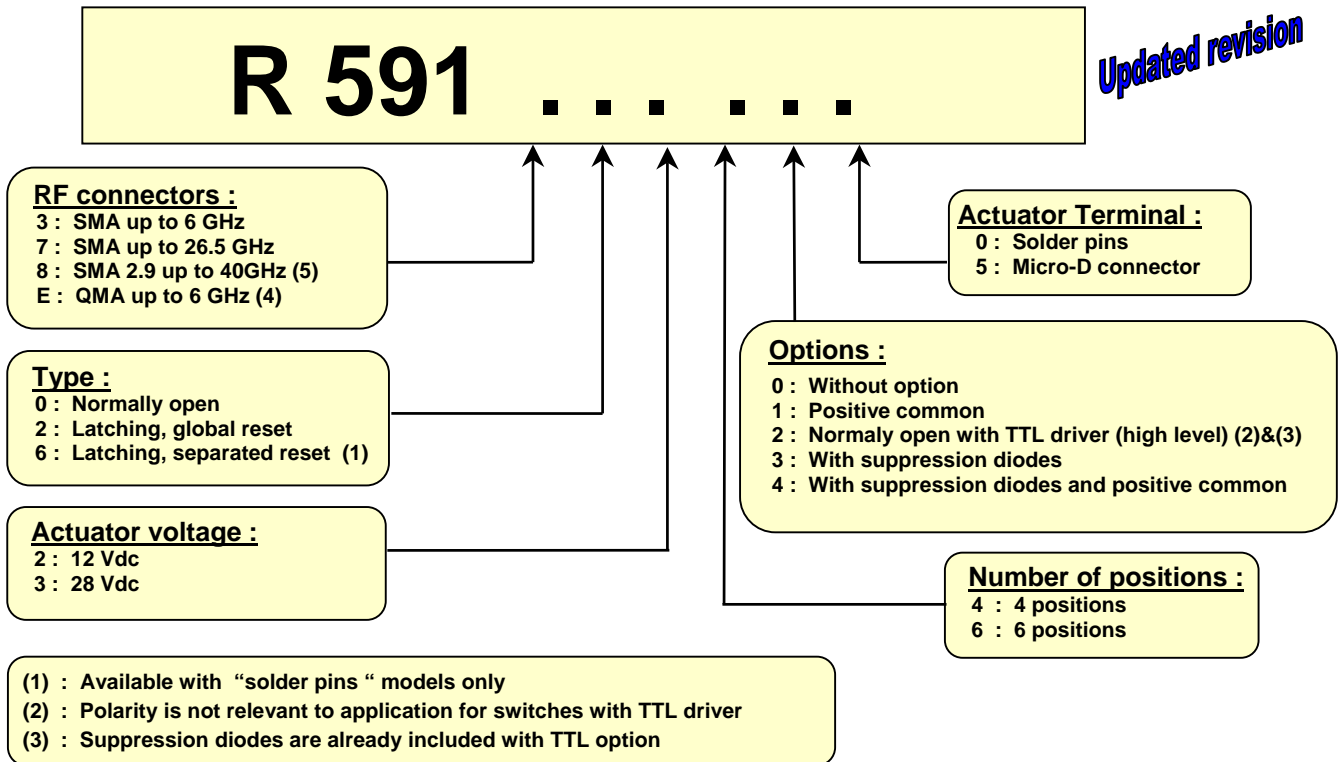 R 591 . . . . . .
Updated revision
RF connectors :
3 : SMA up to 6 GHz
7 : SMA up to 26.5 GHz
8 : SMA 2.9 up to 40GHz (5)
E : QMA up to 6 GHz (4)
Type :
0 : Normally open
2 : Latching, global reset
6 : Latching, separated reset (1)
Actuator voltage :
2 : 12 Vdc
3 : 28 Vdc
Actuator Terminal :
0 : Solder pins
5 : Micro-D connector
Options :
0 : Without option
1 : Positive common
2 : Normaly open with TTL driver (high level) (2)&(3)
3 : With suppression diodes
4 : With suppression diodes and positive common
Number of positions :
4 : 4 positions
6 : 6 positions
(1) : Available with “solder pins “ models only
(2) : Polarity is not relevant to application for switches with TTL driver
(3) : Suppression diodes are already included with TTL option